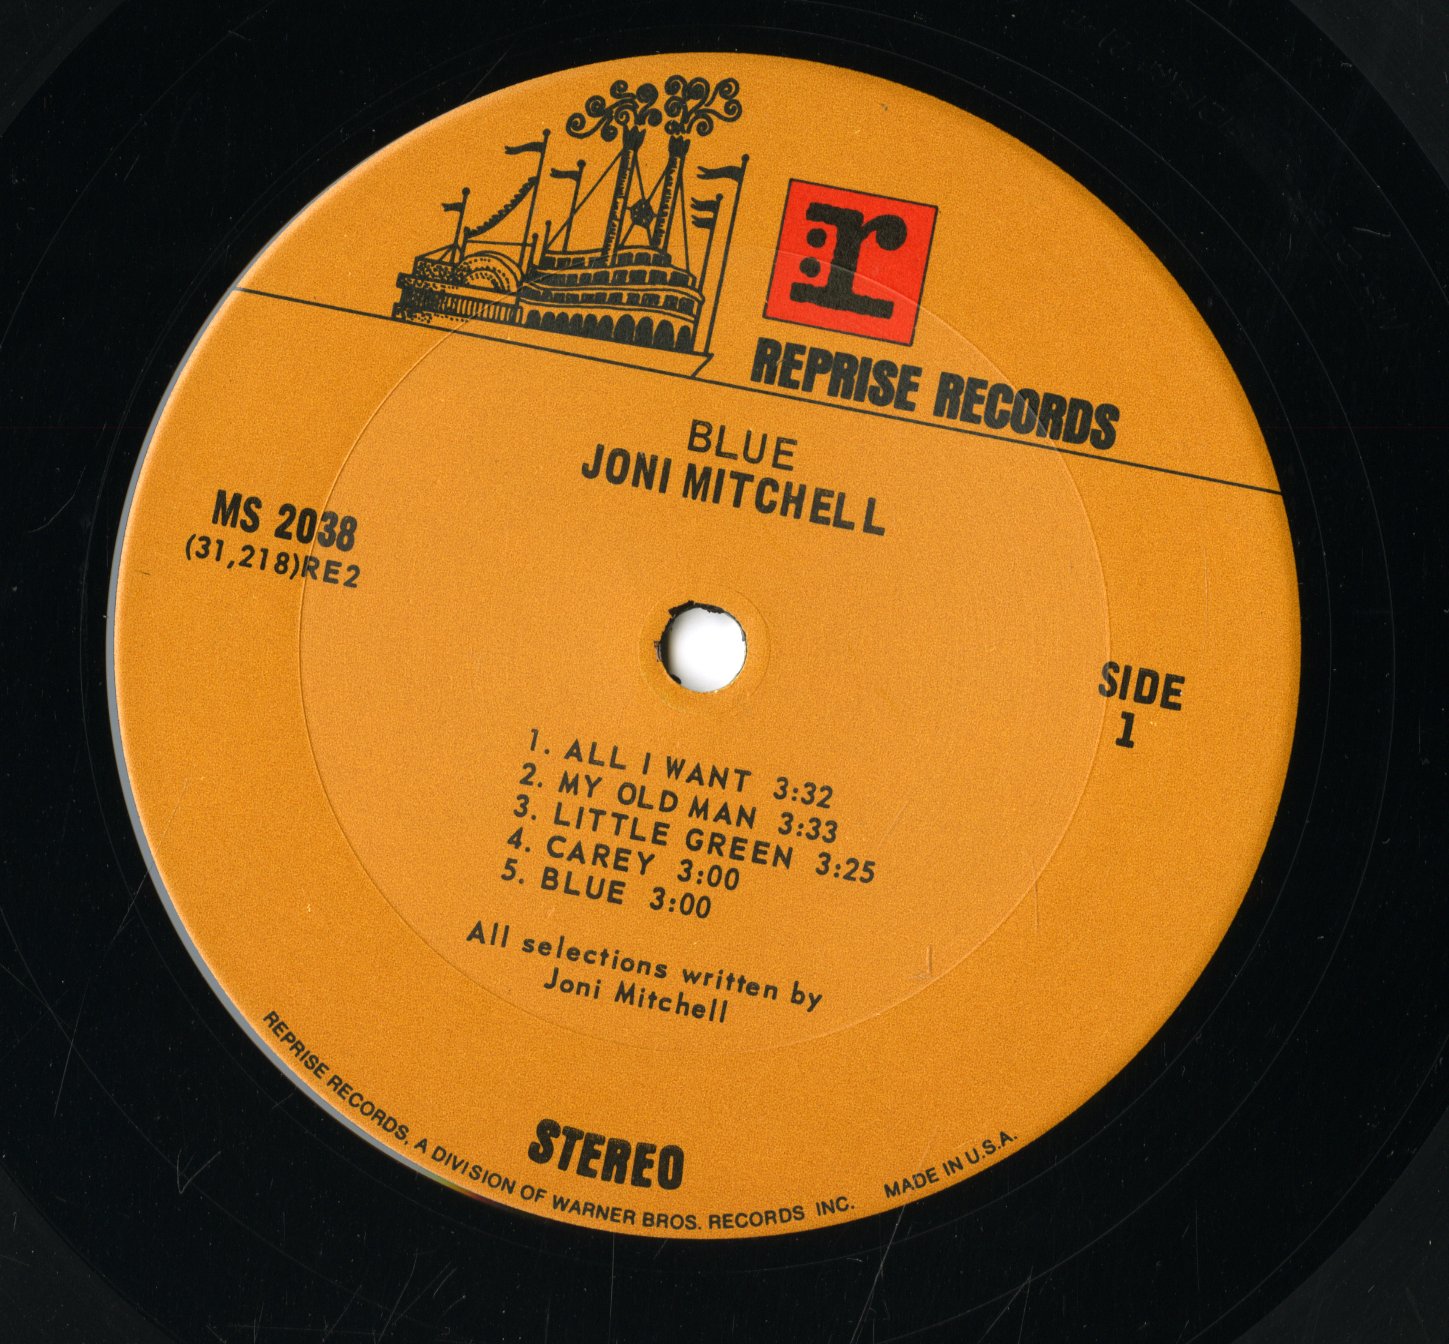 :r
REPRISE RECORDS
BLUE
JONI MITCHELL
MS 2038
(31,218)RE2
SIDE
1
1. ALL I WANT 3:32
2. MY OLD MAN 3:33
3. LITTLE GREEN 3:25
4. CAREY 3:00
5. BLUE 3:00
All selections written by
Joni Mitchell
STEREO
REPRISE RECORDS, A DIVISION OF WARNER BROS. RECORDS INC. MADE IN U.S.A.